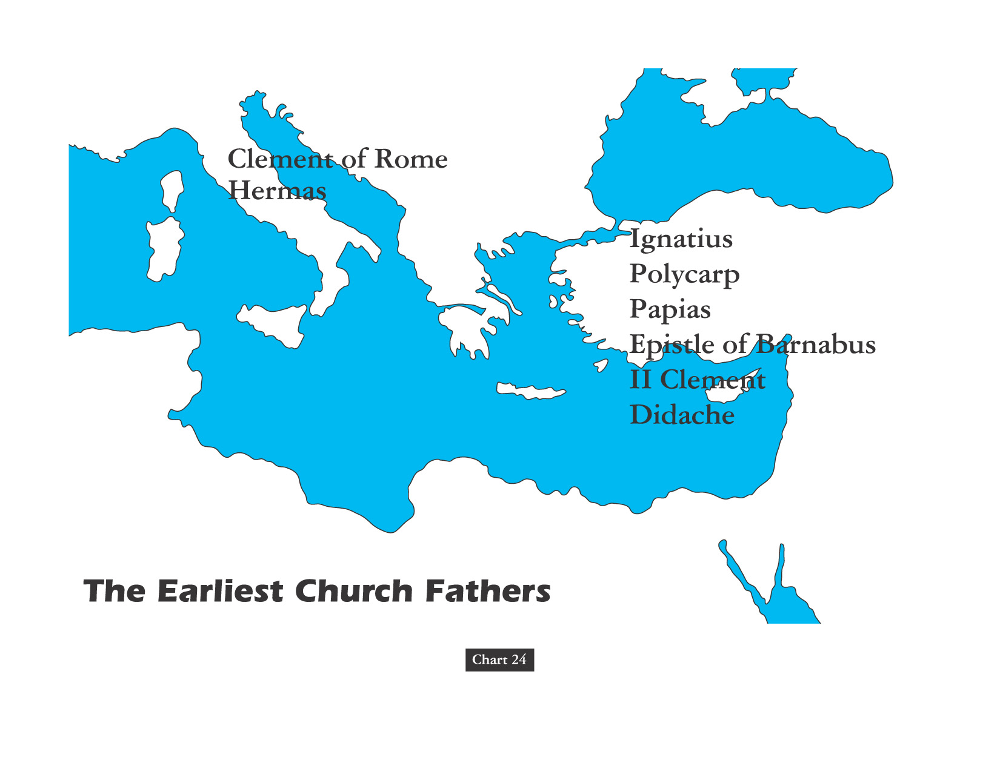 Clement of Rome
Hermas
Ignatius
Polycarp
Papias
Epistle of Barnabus
II Clement
Didache
The Earliest Church Fathers
Chart 24